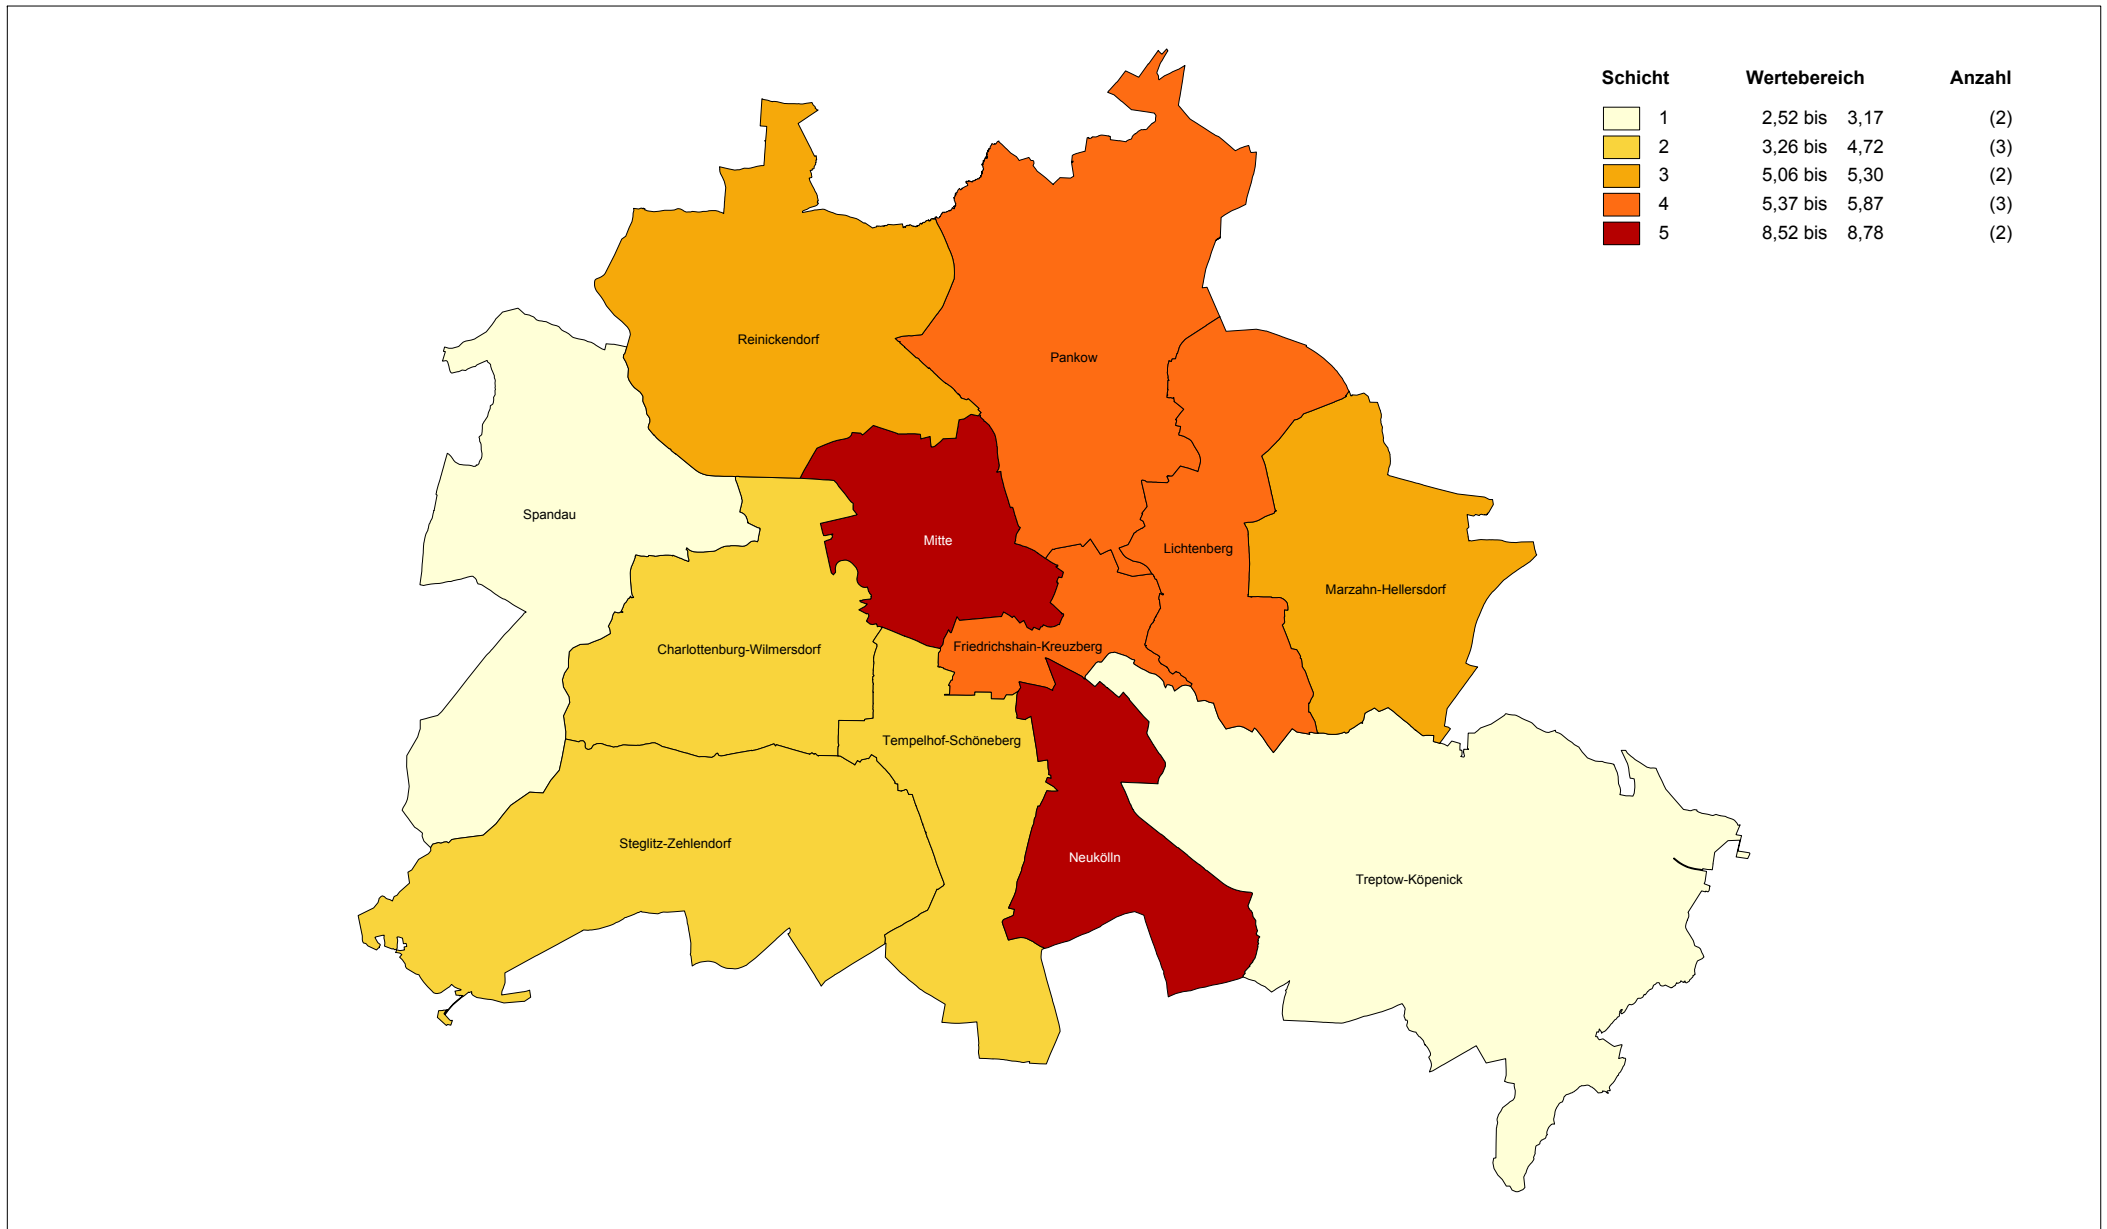 Schicht Wertebereich Anzahl
1 2,52 bis 3,17 (2)
2 3,26 bis 4,72 (3)
3 5,06 bis 5,30 (2)
4 5,37 bis 5,87 (3)
5 8,52 bis 8,78 (2)
Reinickendorf
Pankow
Spandau
Mitte
Lichtenberg
Marzahn-Hellersdorf
Charlottenburg-Wilmersdorf
Friedrichshain-Kreuzberg
Tempelhof-Schöneberg
Steglitz-Zehlendorf
Neukölln
Treptow-Köpenick